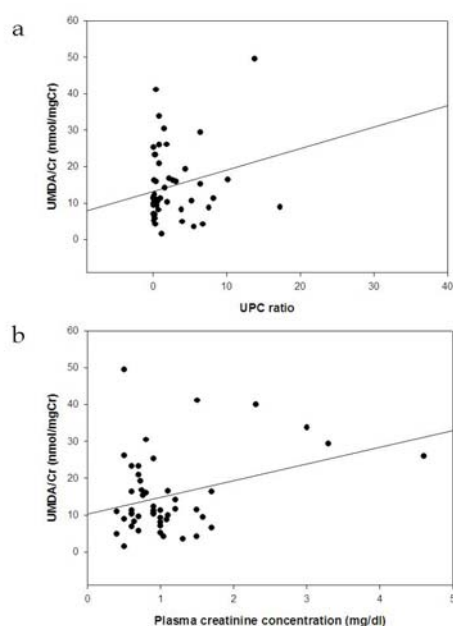 a
UMDA/Cr (nmol/mgCr)
60
50
40
30
20
10
0
0 10 20 30 40
UPC ratio
b
UMDA/Cr (nmol/mgCr)
60
50
40
30
20
10
0
0 1 2 3 4 5
Plasma creatinine concentration (mg/dl)